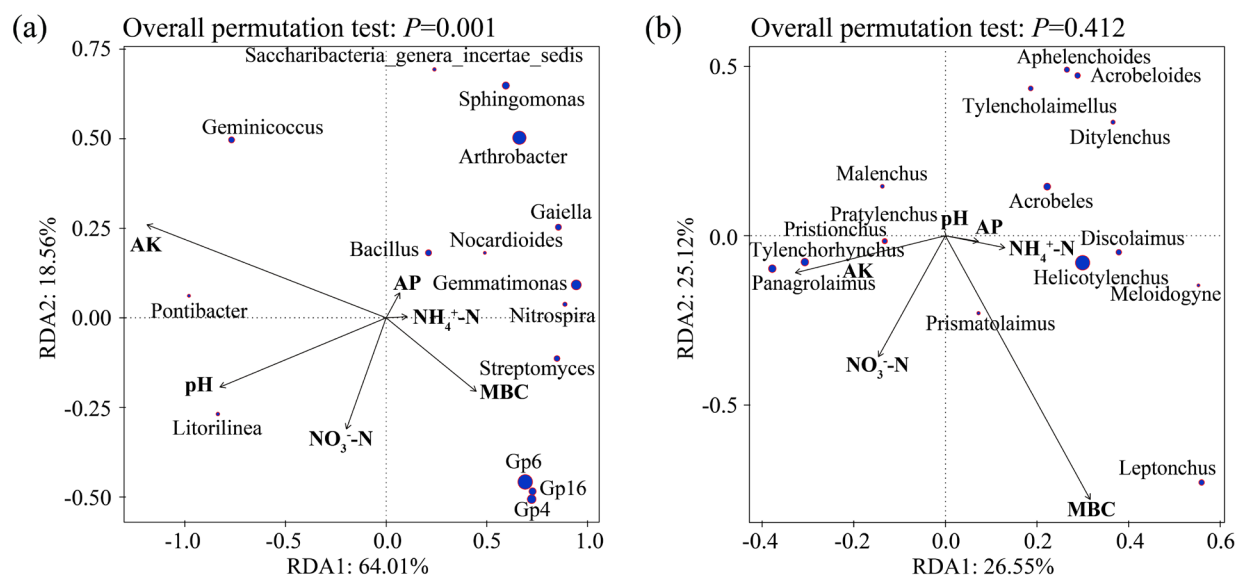 (a) Overall permutation test: P=0.001
0.75
0.50
0.25
0.00
-0.25
-0.50
RDA2: 18.56%
Saccharibacteria_genera_incertae_sedis
Sphingomonas
Geminicoccus
Arthrobacter
Gaiella
AK
Bacillus
Nocardioides
AP
Gemmatimonas
Pontibacter
NH₄⁺-N
Nitrospira
Streptomyces
pH
MBC
Litorilinea
NO₃⁻-N
Gp6
Gp16
Gp4
-1.0
-0.5
0.0
0.5
1.0
RDA1: 64.01%
(b) Overall permutation test: P=0.412
0.5
0.0
-0.5
RDA2: 25.12%
Aphelenchoides
Acrobeloides
Tylencholaimellus
Ditylenchus
Malenchus
Acrobeles
Pratylenchus
pH
AP
Pristionchus
Discolaimus
NH₄⁺-N
Tylenchorhynchus
AK
Helicotylenchus
Panagrolaimus
Meloidogyne
Prismatolaimus
NO₃⁻-N
Leptonchus
MBC
-0.4
-0.2
0.0
0.2
0.4
0.6
RDA1: 26.55%